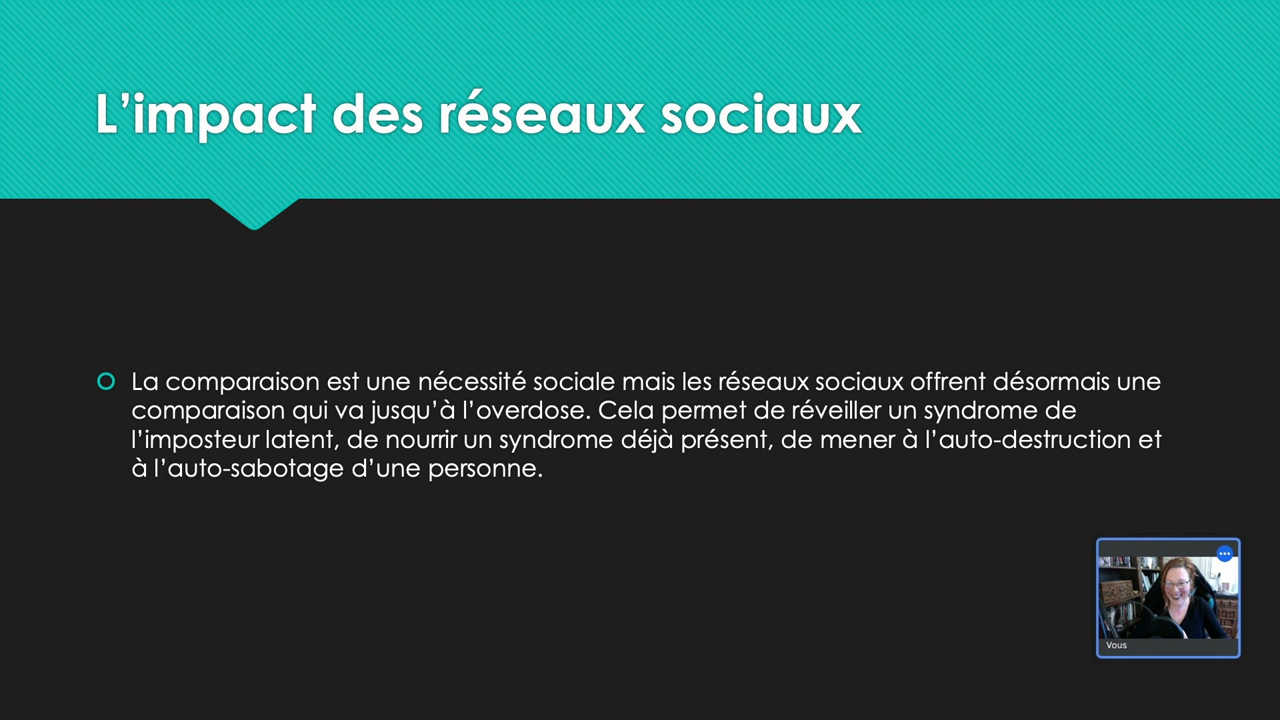 L’impact des réseaux sociaux
La comparaison est une nécessité sociale mais les réseaux sociaux offrent désormais une
comparaison qui va jusqu’à l’overdose. Cela permet de réveiller un syndrome de
l’imposteur latent, de nourrir un syndrome déjà présent, de mener à l’auto-destruction et
à l’auto-sabotage d’une personne.
Vous